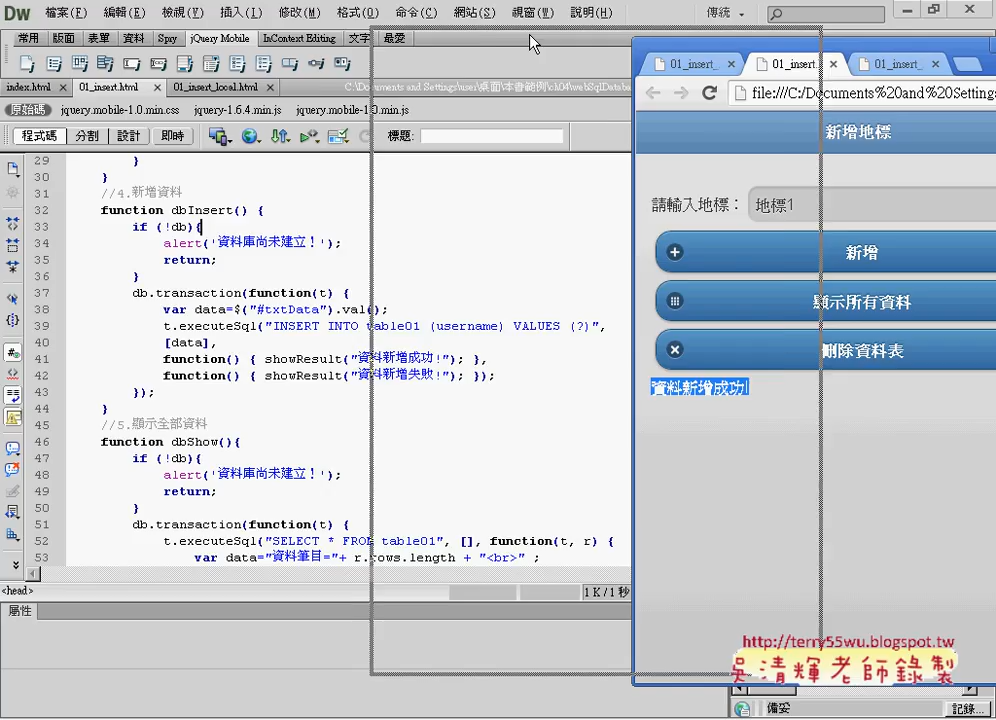 Dw 檔案(F) 編輯(E) 檢視(V) 插入(I) 修改(M) 格式(O) 命令(C) 網站(S) 視窗(W) 說明(H) 傳統
常用 版面 表單 資料 Spry jQuery Mobile InContext Editing 文字 最愛
index.html 01_insert.html 01_insert_local.html
原始碼 jquery.mobile-1.0.min.css jquery-1.6.4.min.js jquery.mobile-1.0.min.js
程式碼 分割 設計 即時 標題:
29 }
30 }
31 //4.新增資料
32 function dbInsert() {
33 if (!db){
34 alert('資料庫尚未建立！');
35 return;
36 }
37 db.transaction(function(t) {
38 var data=$("#txtData").val();
39 t.executeSql("INSERT INTO table01 (username) VALUES (?)",
40 [data],
41 function() { showResult("資料新增成功!"); },
42 function() { showResult("資料新增失敗!"); });
43 });
44 }
45 //5.顯示全部資料
46 function dbShow(){
47 if (!db){
48 alert('資料庫尚未建立！');
49 return;
50 }
51 db.transaction(function(t) {
52 t.executeSql("SELECT * FROM table01", [], function(t, r) {
53 var data="資料筆目="+ r.rows.length + "<br>" ;
<head>
1 K / 1 秒
屬性
01_insert_ 01_insert. 01_insert_
file:///C:/Documents%20and%20Setting
新增地標
請輸入地標： 地標1
新增
顯示所有資料
刪除資料表
資料新增成功!
http://terry55wu.blogspot.tw
吳清輝老師錄製
備妥 記錄...